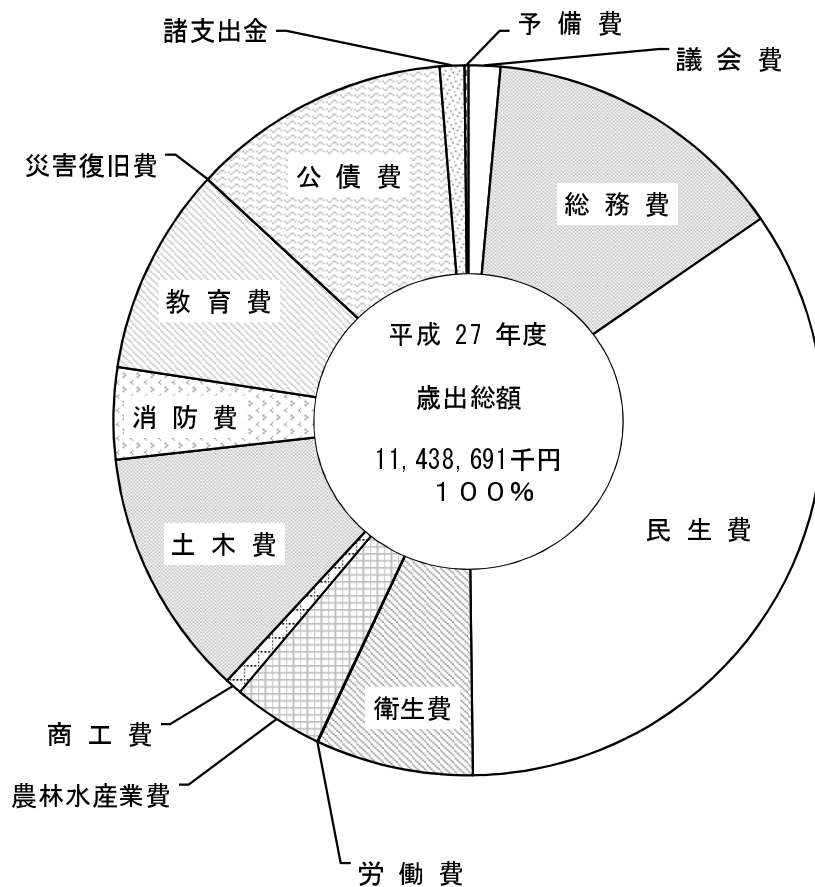 諸支出金
予 備 費
議 会 費
災害復旧費
公 債 費
総 務 費
教 育 費
平成 27 年度
歳出総額
消 防 費
11,438,691千円
１００％
民 生 費
土 木 費
衛生費
商 工 費
農林水産業費
労 働 費